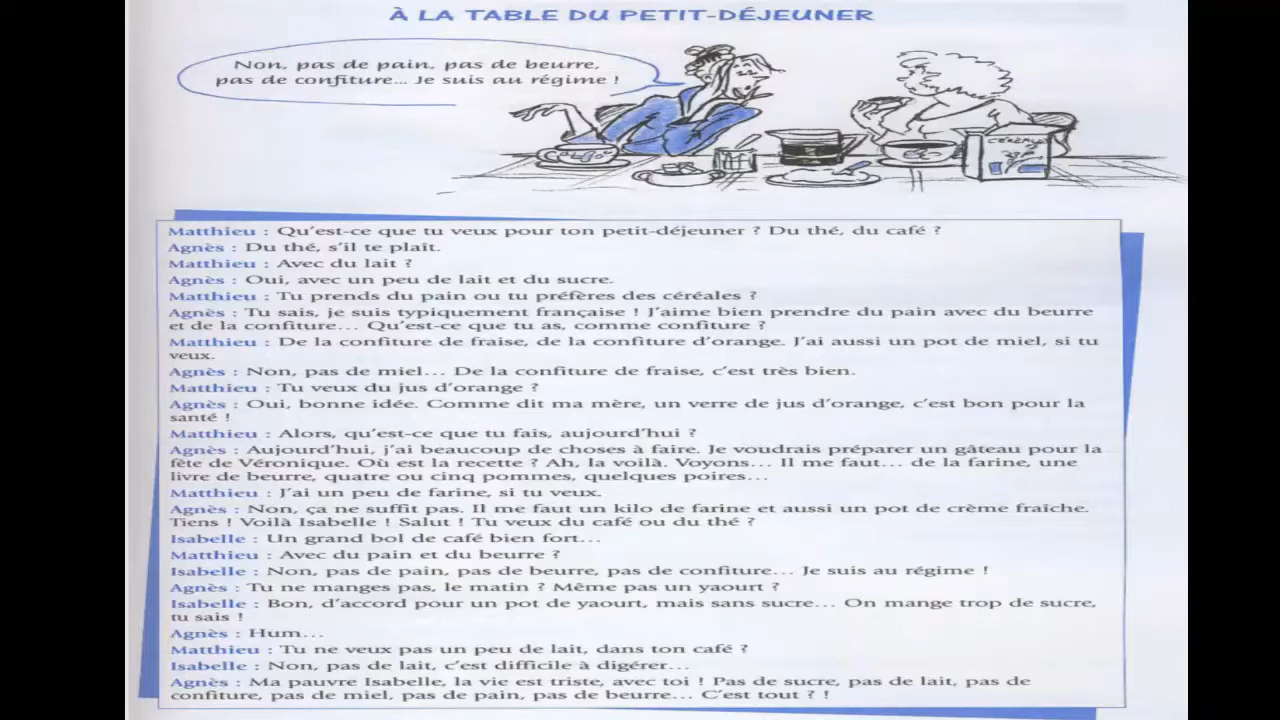 À LA TABLE DU PETIT-DÉJEUNER
Non, pas de pain, pas de beurre,
pas de confiture... Je suis au régime !
Matthieu : Qu'est-ce que tu veux pour ton petit-déjeuner ? Du thé, du café ?
Agnès : Du thé, s'il te plaît.
Matthieu : Avec du lait ?
Agnès : Oui, avec un peu de lait et du sucre.
Matthieu : Tu prends du pain ou tu préfères des céréales ?
Agnès : Tu sais, je suis typiquement française ! J'aime bien prendre du pain avec du beurre
et de la confiture... Qu'est-ce que tu as, comme confiture ?
Matthieu : De la confiture de fraise, de la confiture d'orange. J'ai aussi un pot de miel, si tu
veux.
Agnès : Non, pas de miel... De la confiture de fraise, c'est très bien.
Matthieu : Tu veux du jus d'orange ?
Agnès : Oui, bonne idée. Comme dit ma mère, un verre de jus d'orange, c'est bon pour la
santé !
Matthieu : Alors, qu'est-ce que tu fais, aujourd'hui ?
Agnès : Aujourd'hui, j'ai beaucoup de choses à faire. Je voudrais préparer un gâteau pour la
fête de Véronique. Où est la recette ? Ah, la voilà. Voyons... Il me faut... de la farine, une
livre de beurre, quatre ou cinq pommes, quelques poires...
Matthieu : J'ai un peu de farine, si tu veux.
Agnès : Non, ça ne suffit pas. Il me faut un kilo de farine et aussi un pot de crème fraîche.
Tiens ! Voilà Isabelle ! Salut ! Tu veux du café ou du thé ?
Isabelle : Un grand bol de café bien fort...
Matthieu : Avec du pain et du beurre ?
Isabelle : Non, pas de pain, pas de beurre, pas de confiture... Je suis au régime !
Agnès : Tu ne manges pas, le matin ? Même pas un yaourt ?
Isabelle : Bon, d'accord pour un pot de yaourt, mais sans sucre... On mange trop de sucre,
tu sais !
Agnès : Hum...
Matthieu : Tu ne veux pas un peu de lait, dans ton café ?
Isabelle : Non, pas de lait, c'est difficile à digérer...
Agnès : Ma pauvre Isabelle, la vie est triste, avec toi ! Pas de sucre, pas de lait, pas de
confiture, pas de miel, pas de pain, pas de beurre... C'est tout ? !